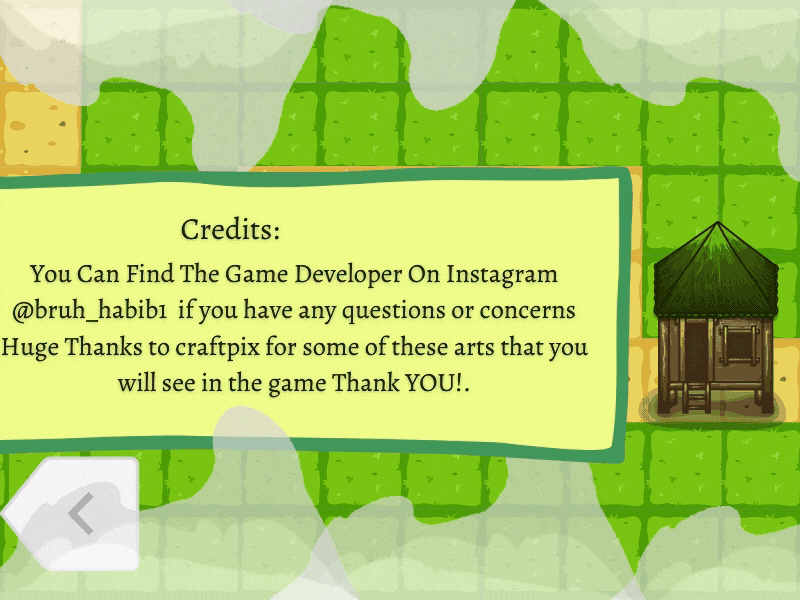 Credits:
You Can Find The Game Developer On Instagram
@bruh_habib1 if you have any questions or concerns
Huge Thanks to craftpix for some of these arts that you
will see in the game Thank YOU!.